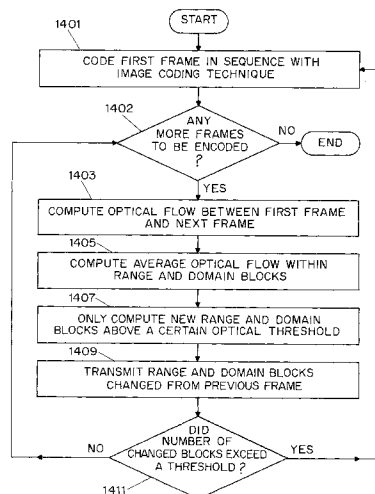 START
1401
CODE FIRST FRAME IN SEQUENCE WITH
IMAGE CODING TECHNIQUE
1402
ANY
MORE FRAMES
TO BE ENCODED
?
NO
END
YES
1403
COMPUTE OPTICAL FLOW BETWEEN FIRST FRAME
AND NEXT FRAME
1405
COMPUTE AVERAGE OPTICAL FLOW WITHIN
RANGE AND DOMAIN BLOCKS
1407
ONLY COMPUTE NEW RANGE AND DOMAIN
BLOCKS ABOVE A CERTAIN OPTICAL THRESHOLD
1409
TRANSMIT RANGE AND DOMAIN BLOCKS
CHANGED FROM PREVIOUS FRAME
DID
NUMBER OF
CHANGED BLOCKS EXCEED
A THRESHOLD ?
NO
YES
1411